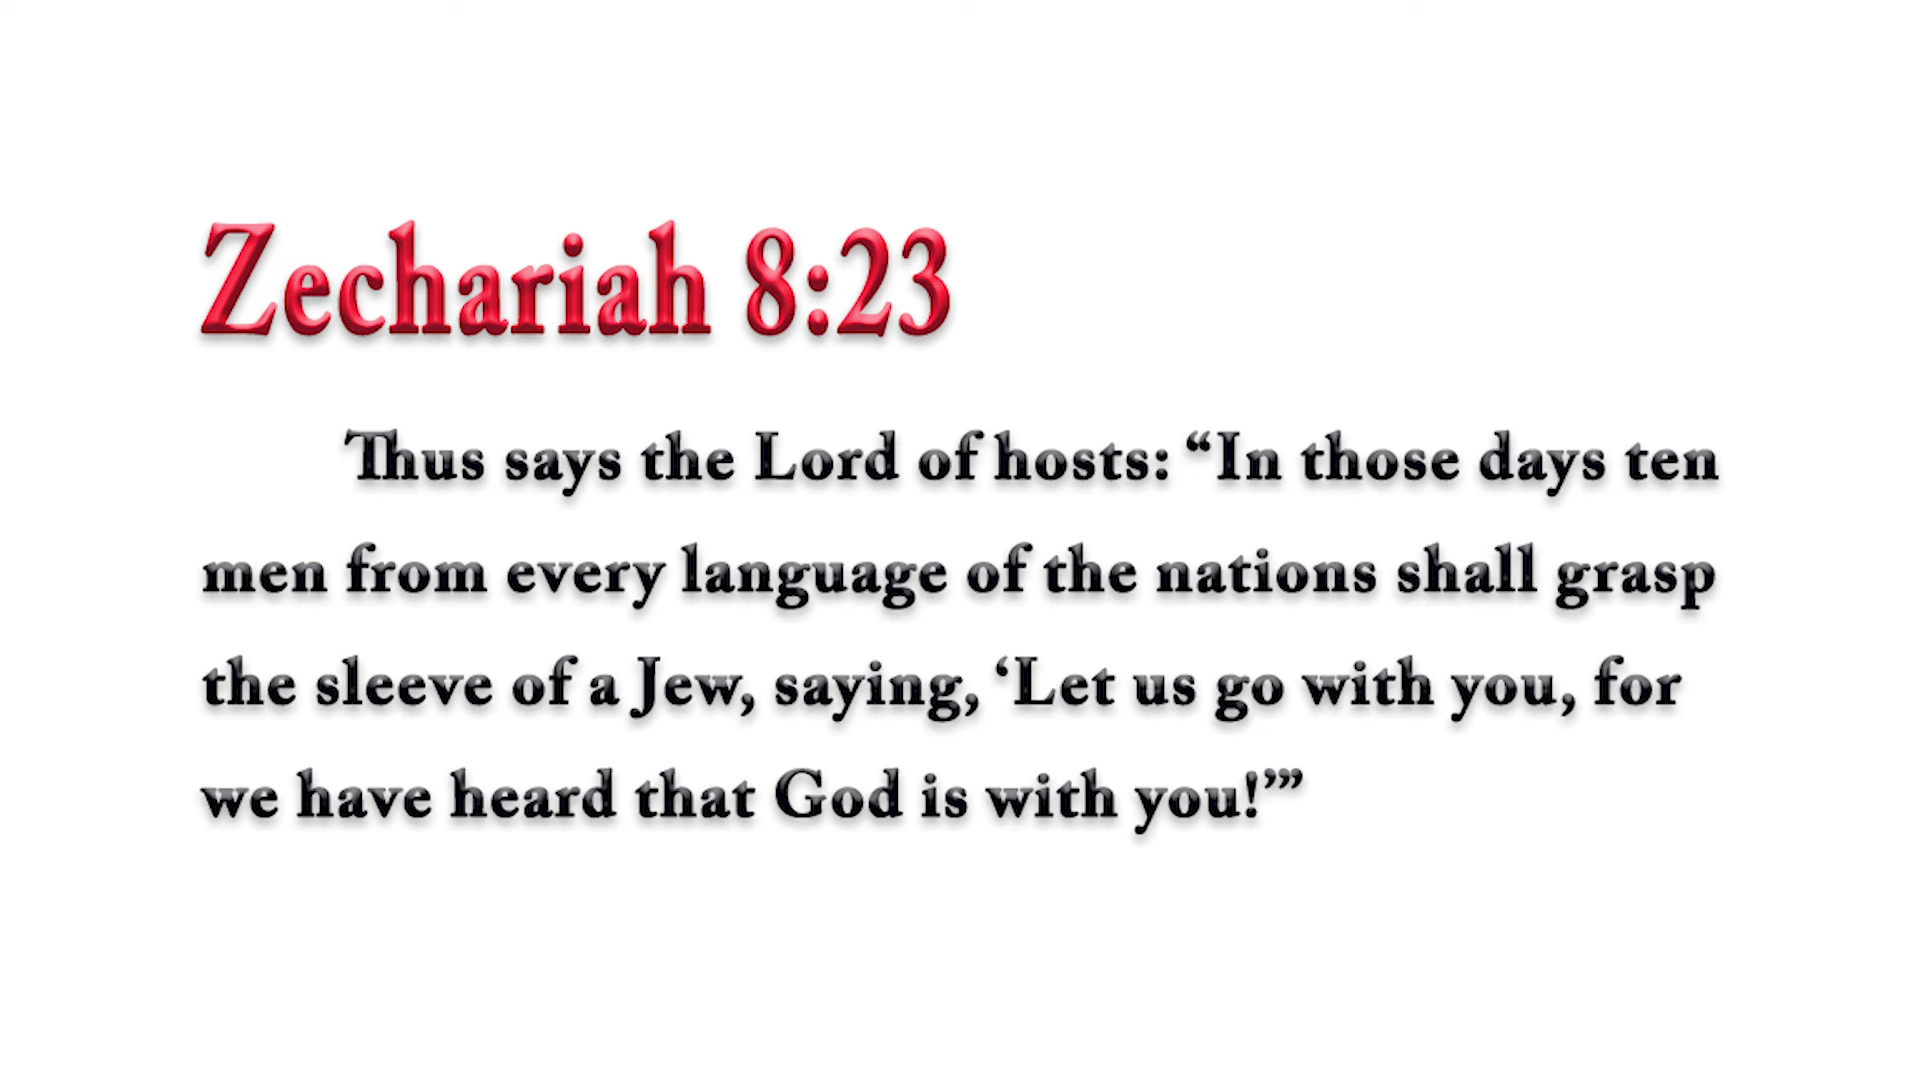 Zechariah 8:23
Thus says the Lord of hosts: “In those days ten
men from every language of the nations shall grasp
the sleeve of a Jew, saying, ‘Let us go with you, for
we have heard that God is with you!’”